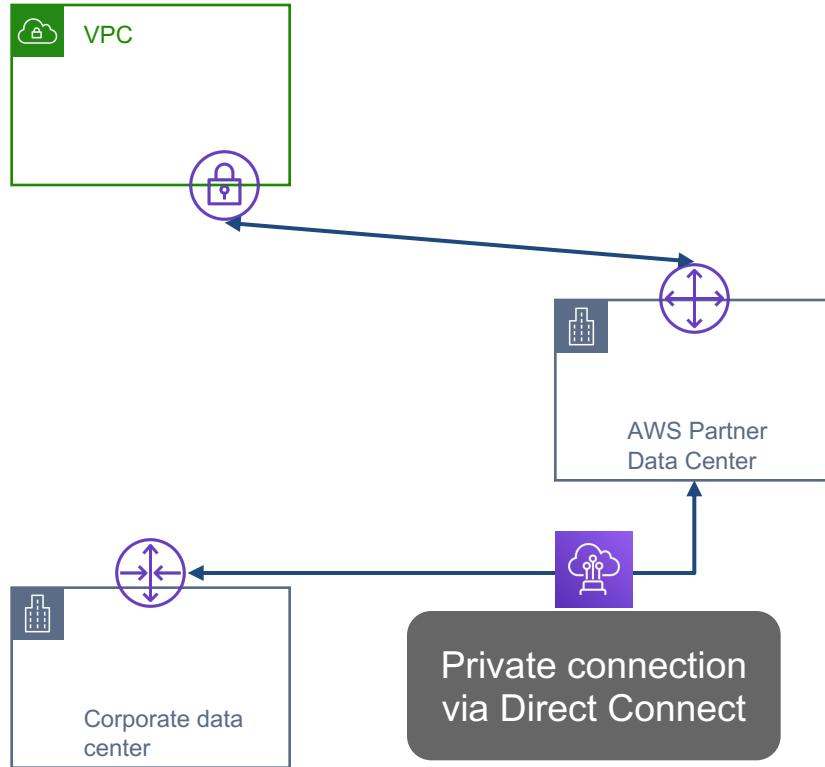 VPC
AWS Partner
Data Center
Private connection
via Direct Connect
Corporate data
center